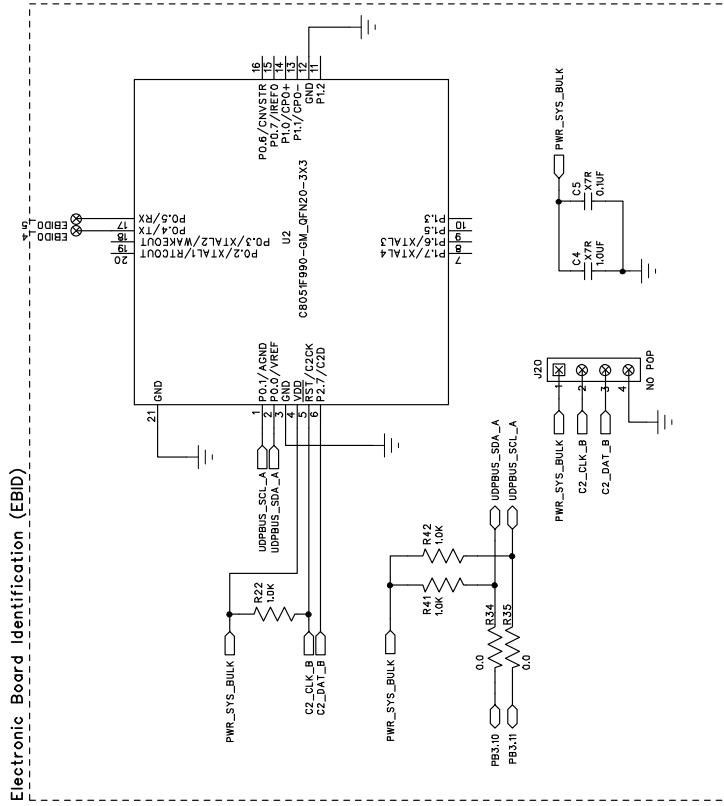 Electronic Board Identification (EBID)
EBID0_5
EBID0_4
20
19
18
17
P0.2/XTAL1/RTCOUT
P0.3/XTAL2/WAKEOUT
P0.4/TX
P0.5/RX
21
GND
U2
C8051F990-GM_QFN20-3X3
16
15
14
13
12
11
P0.6/CNVSTR
P0.7/IREF0
P1.0/CP0+
P1.1/CP0-
GND
P1.2
1
2
3
4
5
6
P0.1/AGND
P0.0/VREF
GND
VDD
RST/C2CK
P2.7/C2D
P1.7/XTAL4
P1.6/XTAL3
P1.5
P1.3
7
8
9
10
UDPBUS_SCL_A
UDPBUS_SDA_A
PWR_SYS_BULK
R22
1.0K
C2_CLK_B
C2_DAT_B
PWR_SYS_BULK
R41
1.0K
R42
1.0K
PB3.10
PB3.11
0.0
R34
0.0
R35
UDPBUS_SDA_A
UDPBUS_SCL_A
J20
PWR_SYS_BULK
C2_CLK_B
C2_DAT_B
1
2
3
4
NO POP
PWR_SYS_BULK
C4
X7R
1.0UF
C5
X7R
0.1UF